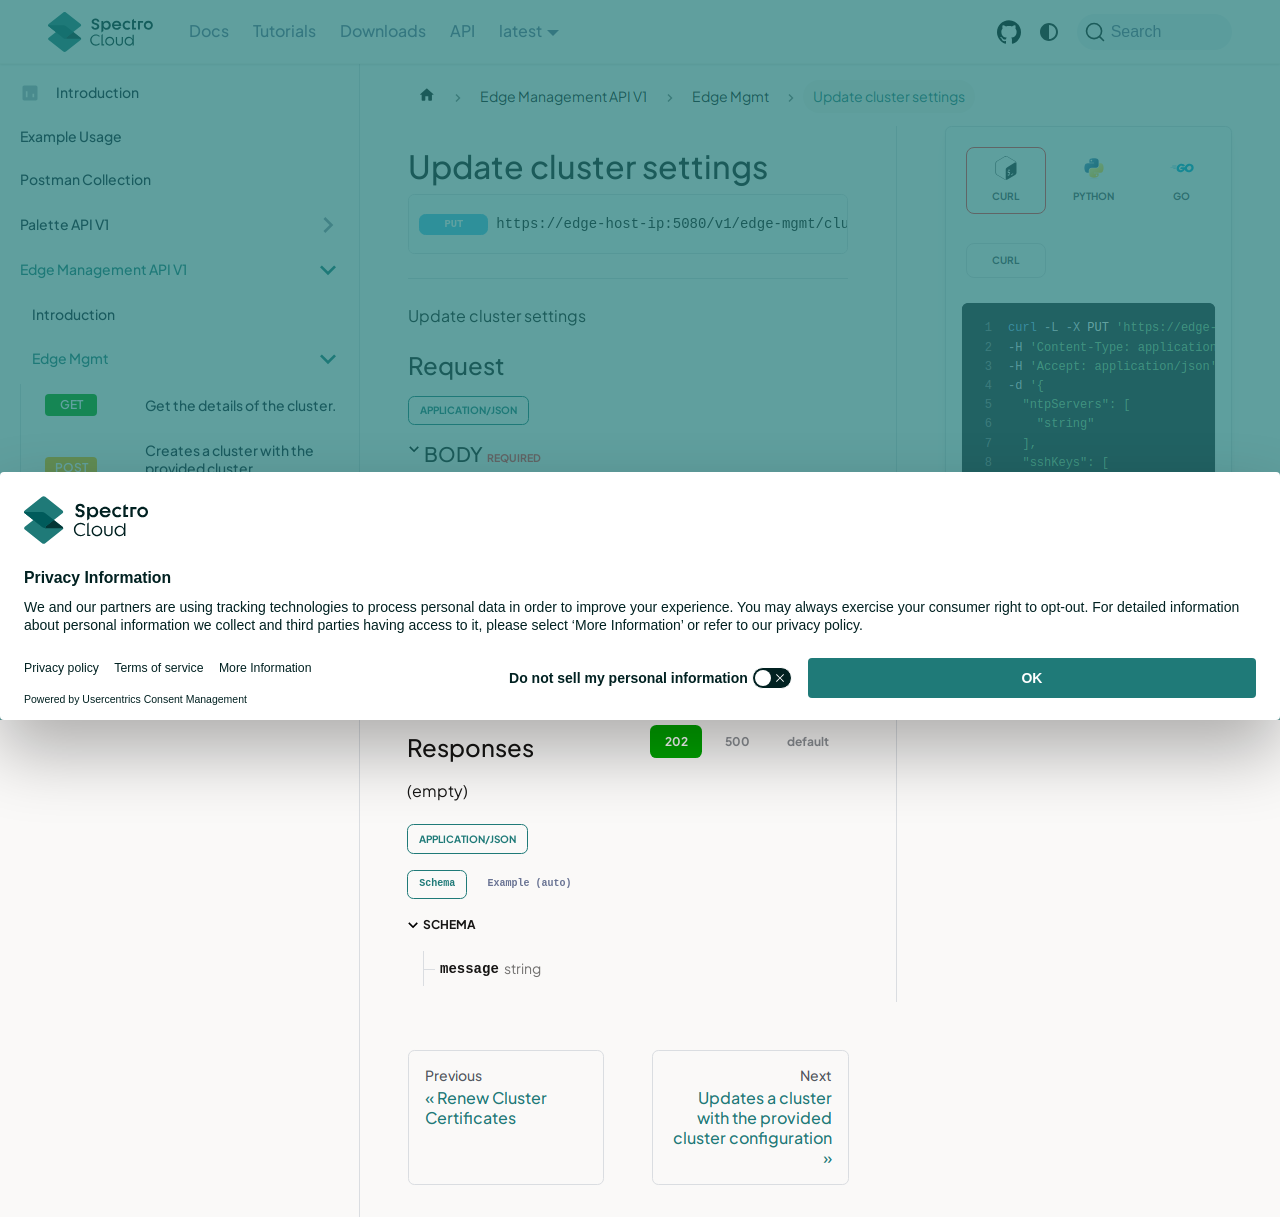 Spectro Cloud
Docs
Tutorials
Downloads
API
latest
Search
Introduction
Example Usage
Postman Collection
Palette API V1
Edge Management API V1
Introduction
Edge Mgmt
GET Get the details of the cluster.
POST Creates a cluster with the
provided cluster
Edge Management API V1
Edge Mgmt
Update cluster settings
Update cluster settings
PUT https://edge-host-ip:5080/v1/edge-mgmt/clu
Update cluster settings
Request
APPLICATION/JSON
BODY REQUIRED
CURL
PYTHON
GO
CURL
1 curl -L -X PUT 'https://edge-
2 -H 'Content-Type: application
3 -H 'Accept: application/json'
4 -d '{
5 "ntpServers": [
6 "string"
7 ],
8 "sshKeys": [
Spectro Cloud
Privacy Information
We and our partners are using tracking technologies to process personal data in order to improve your experience. You may always exercise your consumer right to opt-out. For detailed information
about personal information we collect and third parties having access to it, please select ‘More Information’ or refer to our privacy policy.
Privacy policy
Terms of service
More Information
Powered by Usercentrics Consent Management
Do not sell my personal information
OK
Responses
202
500
default
(empty)
APPLICATION/JSON
Schema
Example (auto)
SCHEMA
message string
Previous
« Renew Cluster
Certificates
Next
Updates a cluster
with the provided
cluster configuration
»